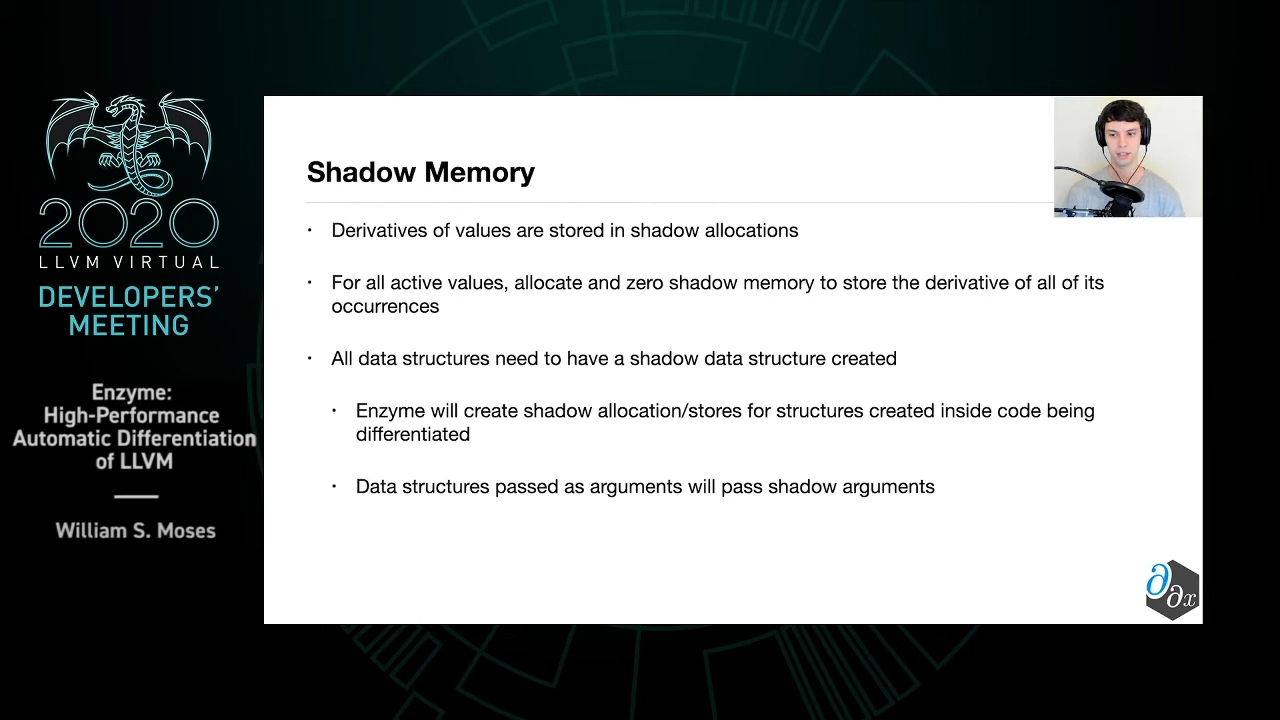 2020
LLVM VIRTUAL
DEVELOPERS'
MEETING
Enzyme:
High-Performance
Automatic Differentiation
of LLVM
William S. Moses
Shadow Memory
• Derivatives of values are stored in shadow allocations
• For all active values, allocate and zero shadow memory to store the derivative of all of its
occurrences
• All data structures need to have a shadow data structure created
• Enzyme will create shadow allocation/stores for structures created inside code being
differentiated
• Data structures passed as arguments will pass shadow arguments
∂
∂x